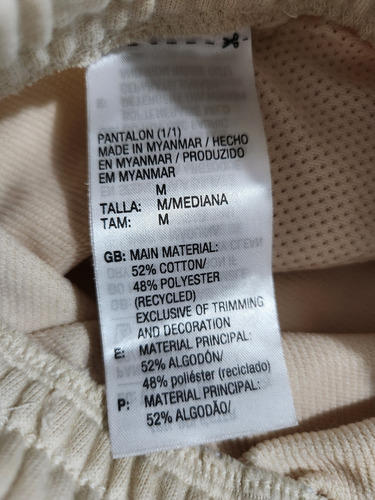 PANTALON (1/1)
MADE IN MYANMAR / HECHO
EN MYANMAR / PRODUZIDO
EM MYANMAR
M
TALLA: M/MEDIANA
TAM: M
GB: MAIN MATERIAL:
52% COTTON/
48% POLYESTER
(RECYCLED)
EXCLUSIVE OF TRIMMING
AND DECORATION
E: MATERIAL PRINCIPAL:
52% ALGODÓN/
48% poliéster (reciclado)
P: MATERIAL PRINCIPAL:
52% ALGODÃO/